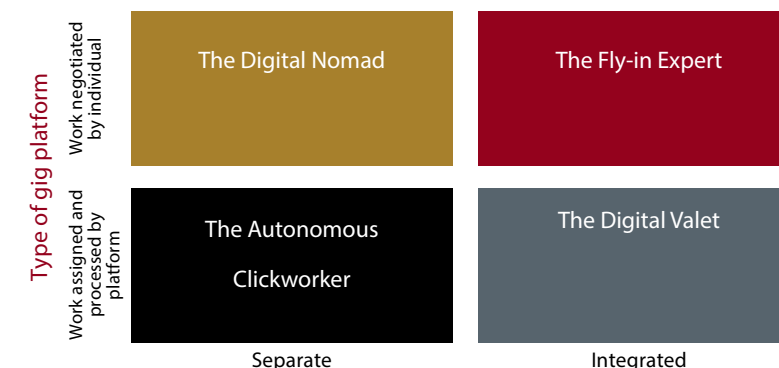 Type of gig platform
Work negotiated
by individual
The Digital Nomad
The Fly-in Expert
Work assigned and
processed by
platform
The Autonomous
Clickworker
The Digital Valet
Separate
Integrated